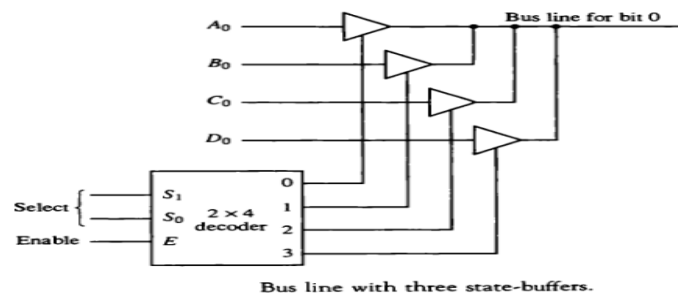 A₀
Bus line for bit 0
B₀
C₀
D₀
0
S₁
1
Select
S₀
2 × 4
decoder
2
Enable
E
3
Bus line with three state-buffers.